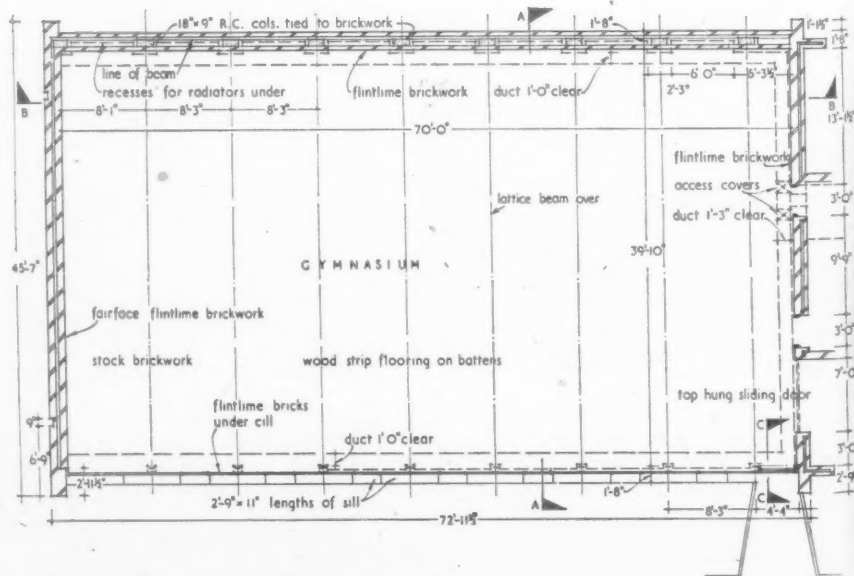 18"×9" R.C. cols. tied to brickwork
A
1'-8"
1'-1½"
1'-8"
line of beam
recesses for radiators under
flintlime brickwork
duct 1'-0" clear
6'-0"
6'-3½"
2'-3"
B
8'-1"
8'-3"
8'-3"
B
13'-1½"
70'-0"
flintlime brickwork
access covers
3'-0"
lattice beam over
duct 1'-3" clear
39'-10"
9'-9"
45'-7"
GYMNASIUM
fairface flintlime brickwork
3'-0"
stock brickwork
wood strip flooring on battens
7'-0
top hung sliding door
flintlime bricks
under cill
C
9"
duct 1'0" clear
3'-0"
6'-9"
2'-11½"
2'-9"×11" lengths of sill
A
1'-8"
C
2'-9"
72'-11½"
8'-3"
4'-4"